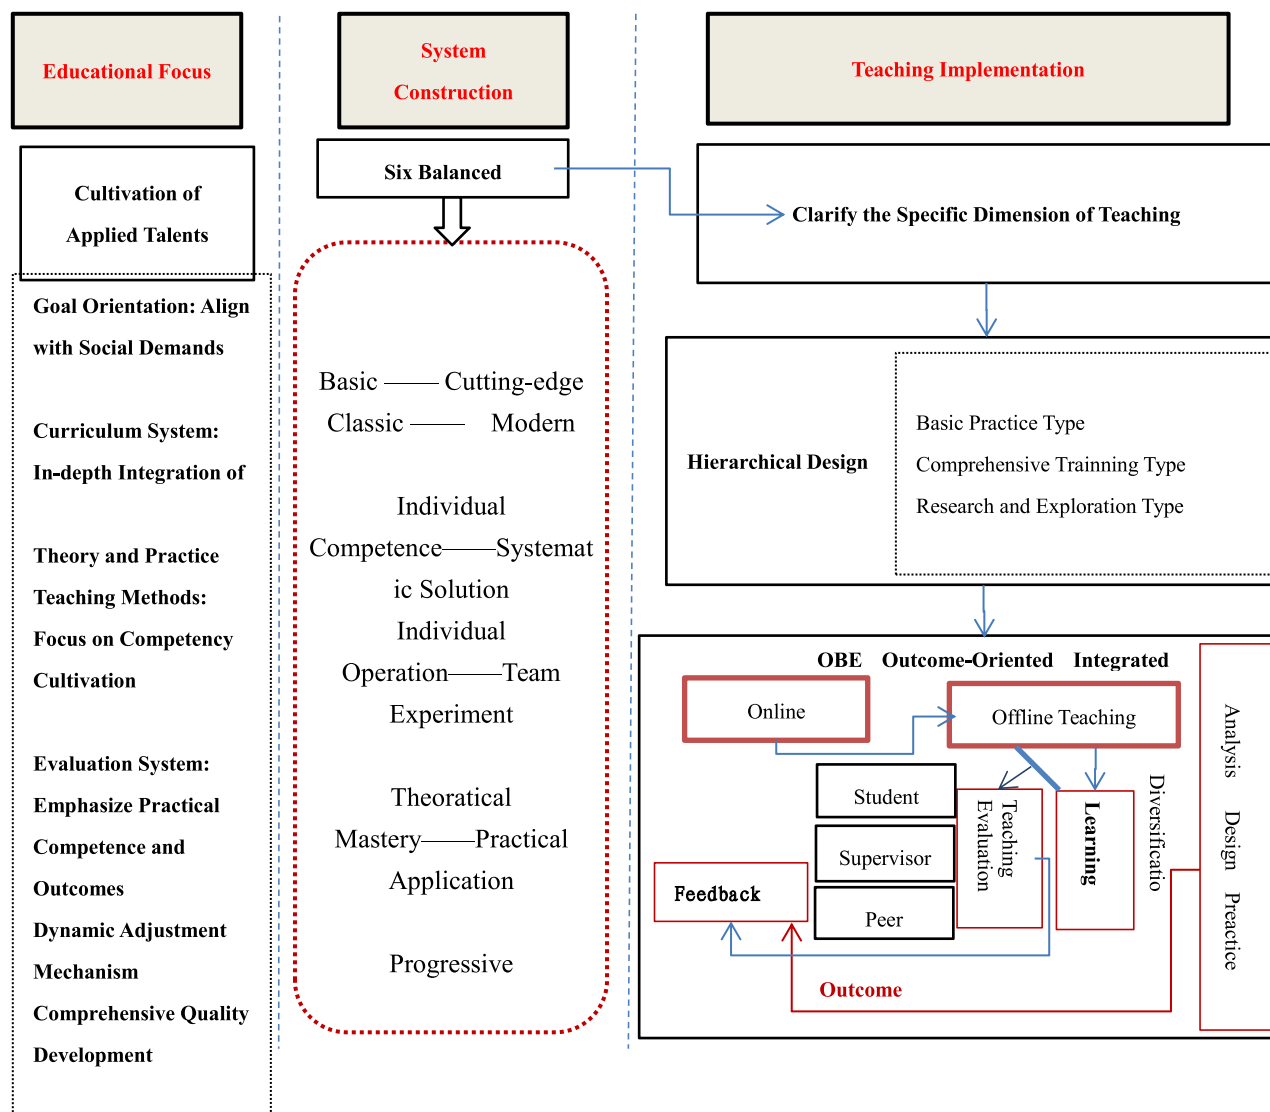 Educational Focus
Cultivation of
Applied Talents
Goal Orientation: Align
with Social Demands
Curriculum System:
In-depth Integration of
Theory and Practice
Teaching Methods:
Focus on Competency
Cultivation
Evaluation System:
Emphasize Practical
Competence and
Outcomes
Dynamic Adjustment
Mechanism
Comprehensive Quality
Development
System
Construction
Six Balanced
Basic —— Cutting-edge
Classic —— Modern
Individual
Competence——Systemat
ic Solution
Individual
Operation——Team
Experiment
Theoratical
Mastery——Practical
Application
Progressive
Teaching Implementation
Clarify the Specific Dimension of Teaching
Hierarchical Design
Basic Practice Type
Comprehensive Trainning Type
Research and Exploration Type
OBE Outcome-Oriented Integrated
Online
Offline Teaching
Student
Supervisor
Peer
Teaching
Evaluation
Learning
Diversificatio
Feedback
Outcome
Analysis Design Preactice